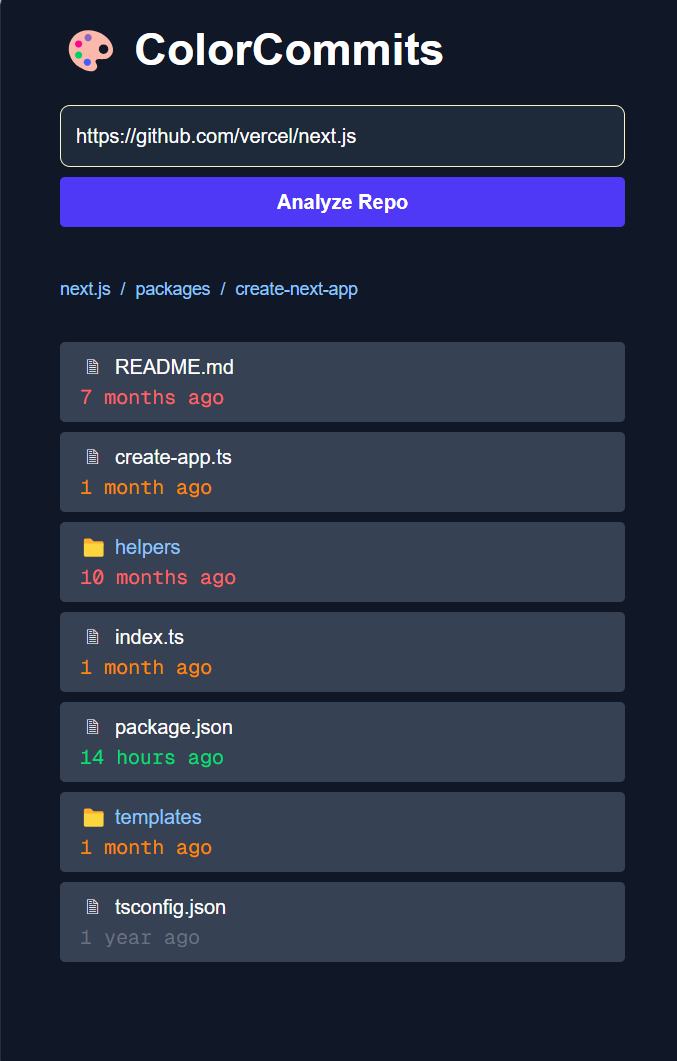 ColorCommits
https://github.com/vercel/next.js
Analyze Repo
next.js / packages / create-next-app
README.md
7 months ago
create-app.ts
1 month ago
helpers
10 months ago
index.ts
1 month ago
package.json
14 hours ago
templates
1 month ago
tsconfig.json
1 year ago